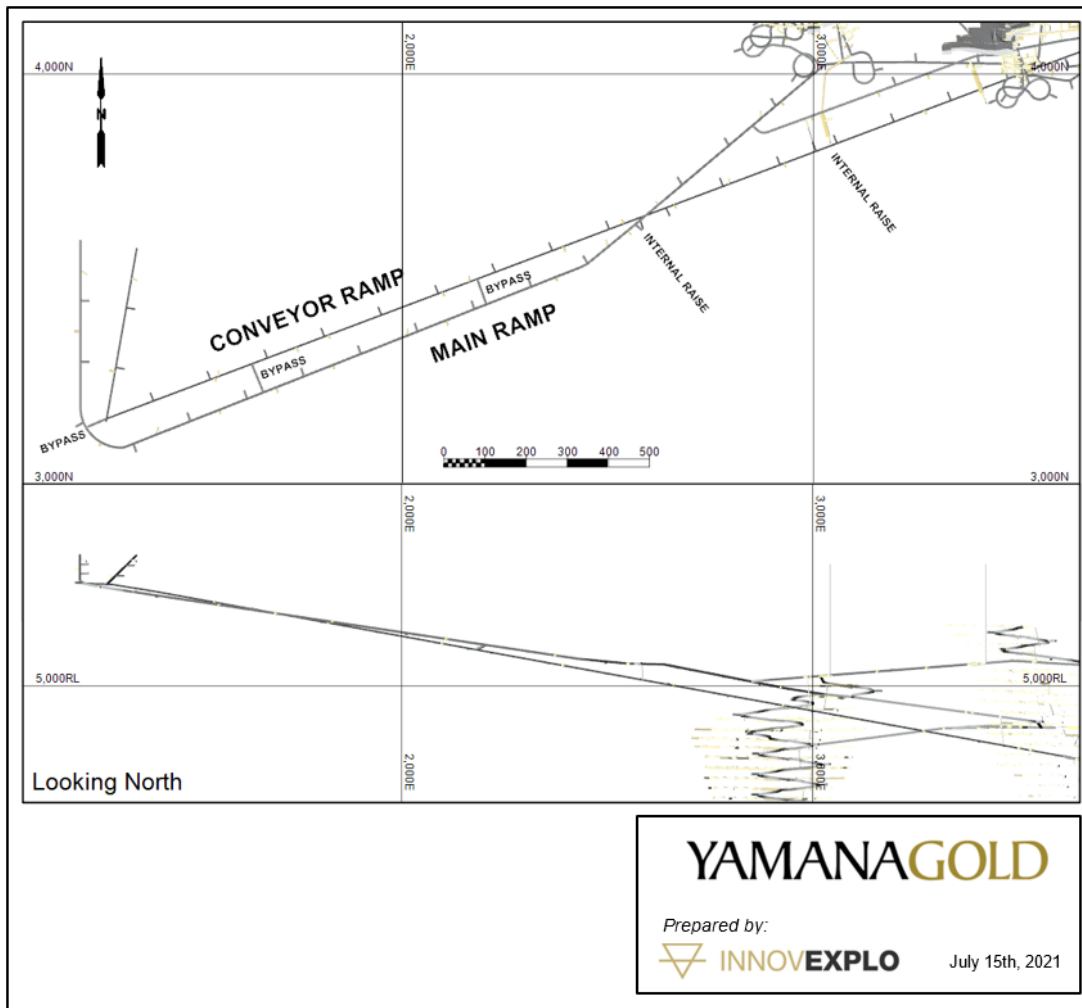 2,000E
3,000E
4,000N
4,000N
N
INTERNAL RAISE
INTERNAL RAISE
CONVEYOR RAMP
BYPASS
MAIN RAMP
BYPASS
BYPASS
0 100 200 300 400 500
3,000N
3,000N
2,000E
3,000E
5,000RL
5,000RL
2,000E
3,000E
Looking North
YAMANAGOLD
Prepared by:
INNOVEXPLO
July 15th, 2021